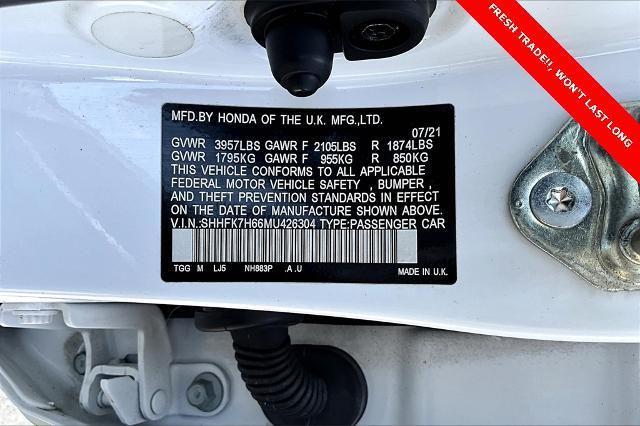 FRESH TRADE!!, WON'T LAST LONG
MFD.BY HONDA OF THE U.K. MFG.,LTD.
07/21
GVWR 3957LBS GAWR F 2105LBS R 1874LBS
GVWR 1795KG GAWR F 955KG R 850KG
THIS VEHICLE CONFORMS TO ALL APPLICABLE
FEDERAL MOTOR VEHICLE SAFETY , BUMPER ,
AND THEFT PREVENTION STANDARDS IN EFFECT
ON THE DATE OF MANUFACTURE SHOWN ABOVE.
V.I.N:SHHFK7H66MU426304 TYPE:PASSENGER CAR
TGG M LJ5 NH883P .A .U MADE IN U.K.